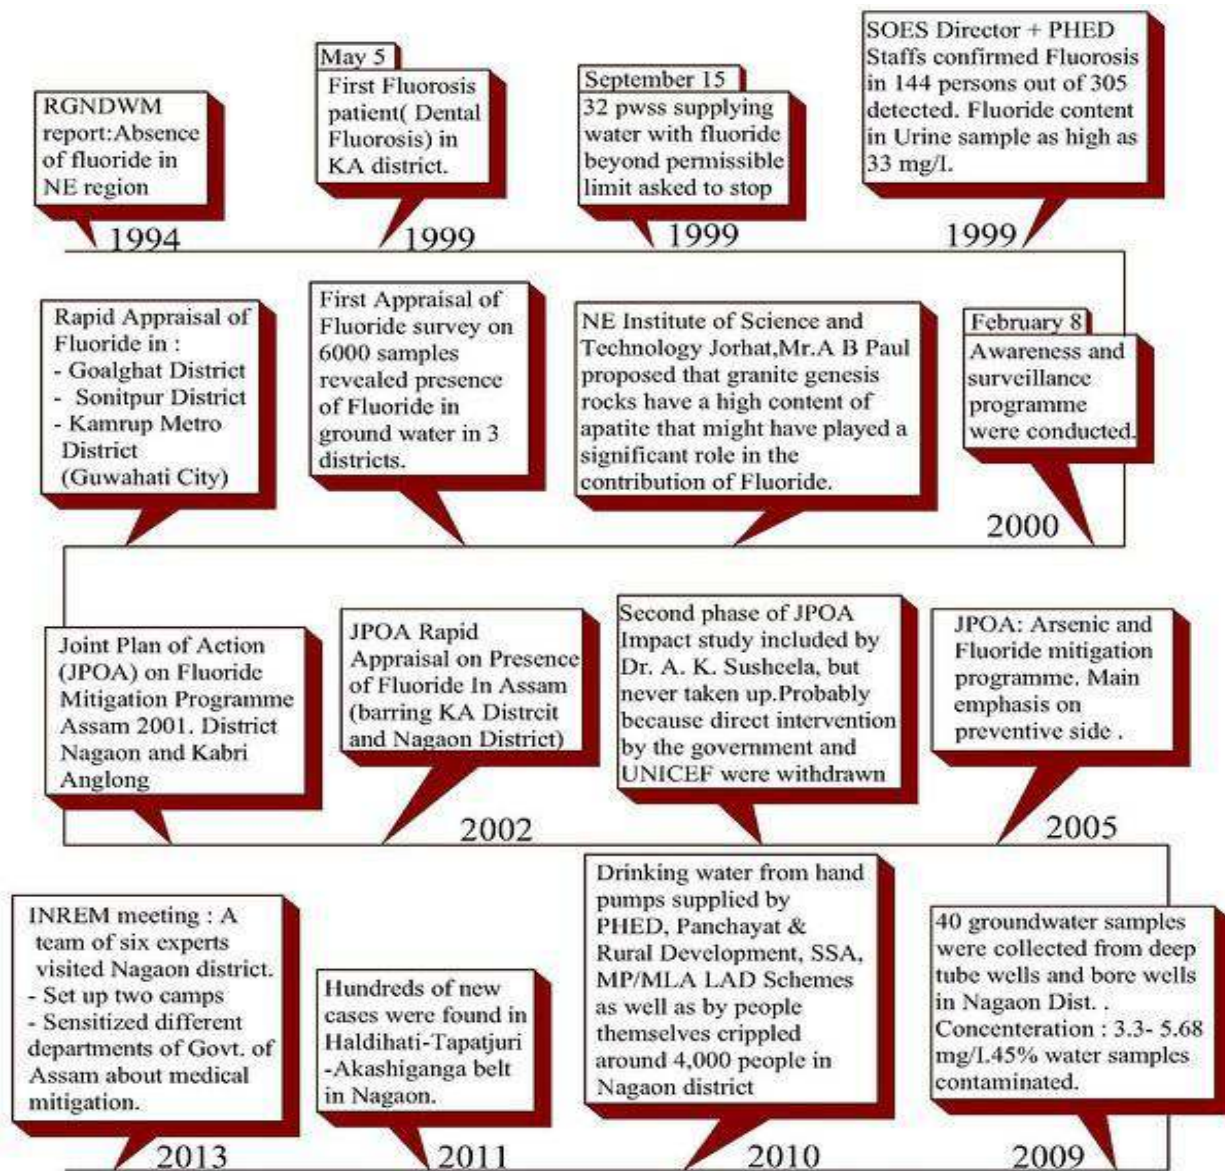 RGNDWM
report:Absence
of fluoride in
NE region
1994
May 5
First Fluorosis
patient( Dental
Fluorosis) in
KA district.
1999
September 15
32 pwss supplying
water with fluoride
beyond permissible
limit asked to stop
1999
SOES Director + PHED
Staffs confirmed Fluorosis
in 144 persons out of 305
detected. Fluoride content
in Urine sample as high as
33 mg/l.
1999
Rapid Appraisal of
Fluoride in :
- Goalghat District
- Sonitpur District
- Kamrup Metro
District
(Guwahati City)
First Appraisal of
Fluoride survey on
6000 samples
revealed presence
of Fluoride in
ground water in 3
districts.
NE Institute of Science and
Technology Jorhat,Mr.A B Paul
proposed that granite genesis
rocks have a high content of
apatite that might have played a
significant role in the
contribution of Fluoride.
February 8
Awareness and
surveillance
programme
were conducted.
2000
Joint Plan of Action
(JPOA) on Fluoride
Mitigation Programme
Assam 2001. District
Nagaon and Kabri
Anglong
JPOA Rapid
Appraisal on Presence
of Fluoride In Assam
(barring KA Distrcit
and Nagaon District)
2002
Second phase of JPOA
Impact study included by
Dr. A. K. Susheela, but
never taken up.Probably
because direct intervention
by the government and
UNICEF were withdrawn
JPOA: Arsenic and
Fluoride mitigation
programme. Main
emphasis on
preventive side .
2005
INREM meeting : A
team of six experts
visited Nagaon district.
- Set up two camps
- Sensitized different
departments of Govt. of
Assam about medical
mitigation.
2013
Hundreds of new
cases were found in
Haldihati-Tapatjuri
-Akashiganga belt
in Nagaon.
2011
Drinking water from hand
pumps supplied by
PHED, Panchayat &
Rural Development, SSA,
MP/MLA LAD Schemes
as well as by people
themselves crippled
around 4,000 people in
Nagaon district
2010
40 groundwater samples
were collected from deep
tube wells and bore wells
in Nagaon Dist. .
Concenteration : 3.3- 5.68
mg/l.45% water samples
contaminated.
2009